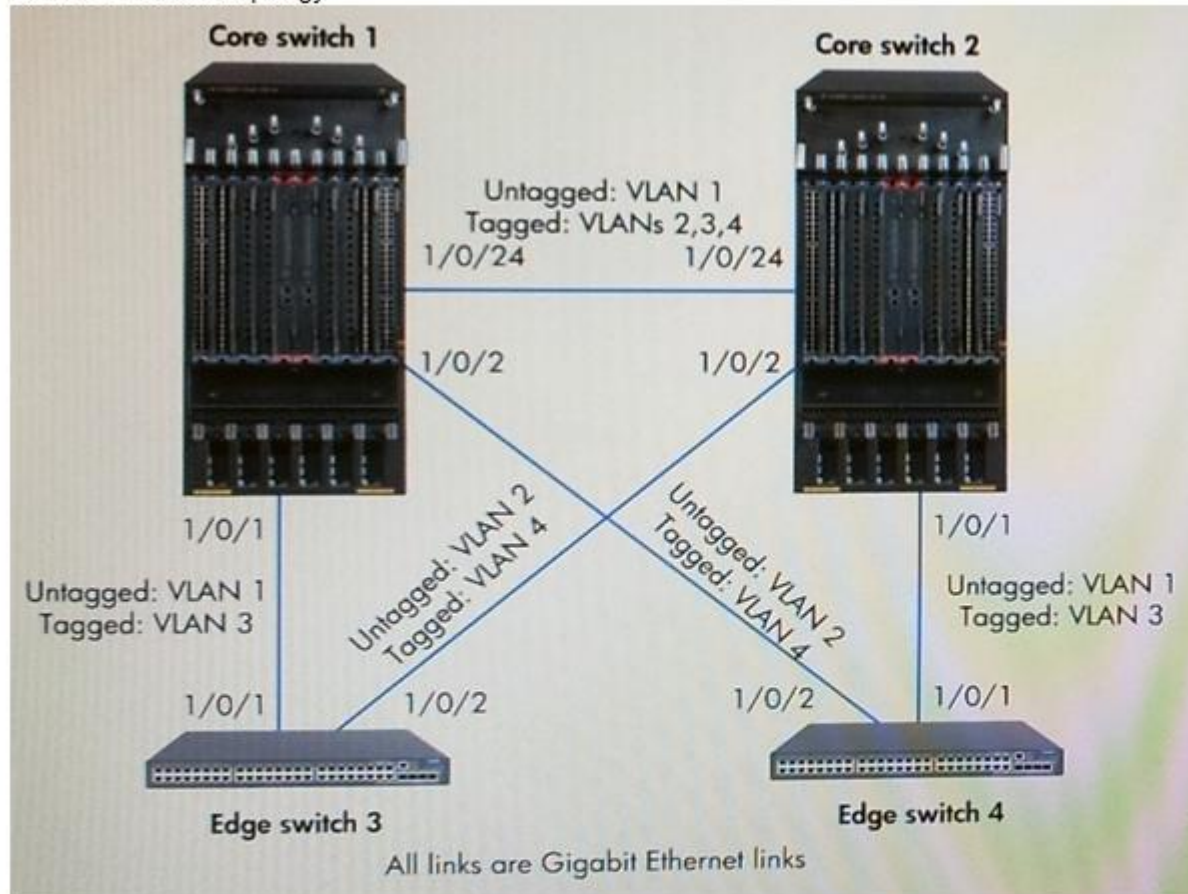 Core switch 1
Core switch 2
Untagged: VLAN 1
Tagged: VLANs 2,3,4
1/0/24
1/0/24
1/0/2
1/0/2
1/0/1
Untagged: VLAN 1
Tagged: VLAN 3
Untagged: VLAN 2
Tagged: VLAN 4
Untagged: VLAN 2
Tagged: VLAN 4
1/0/1
Untagged: VLAN 1
Tagged: VLAN 3
1/0/1
1/0/2
1/0/2
1/0/1
Edge switch 3
Edge switch 4
All links are Gigabit Ethernet links